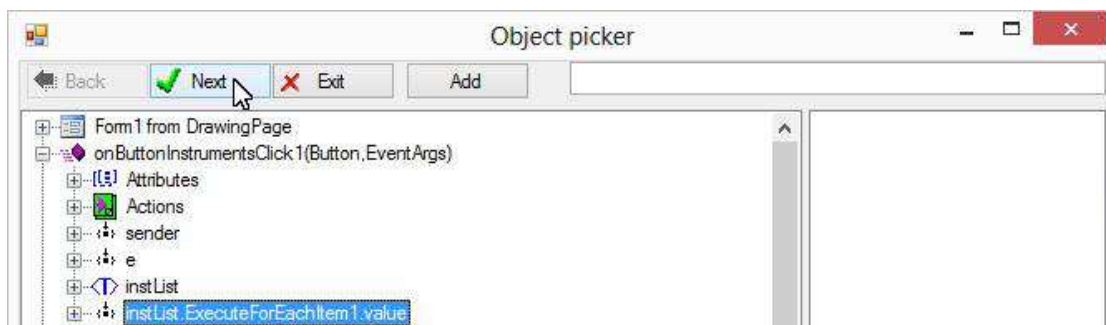 Object picker
Back Next Exit Add
Form1 from DrawingPage
onButtonInstrumentsClick1(Button,EventArgs)
Attributes
Actions
sender
e
instList
instList.ExecuteForEachItem1.value